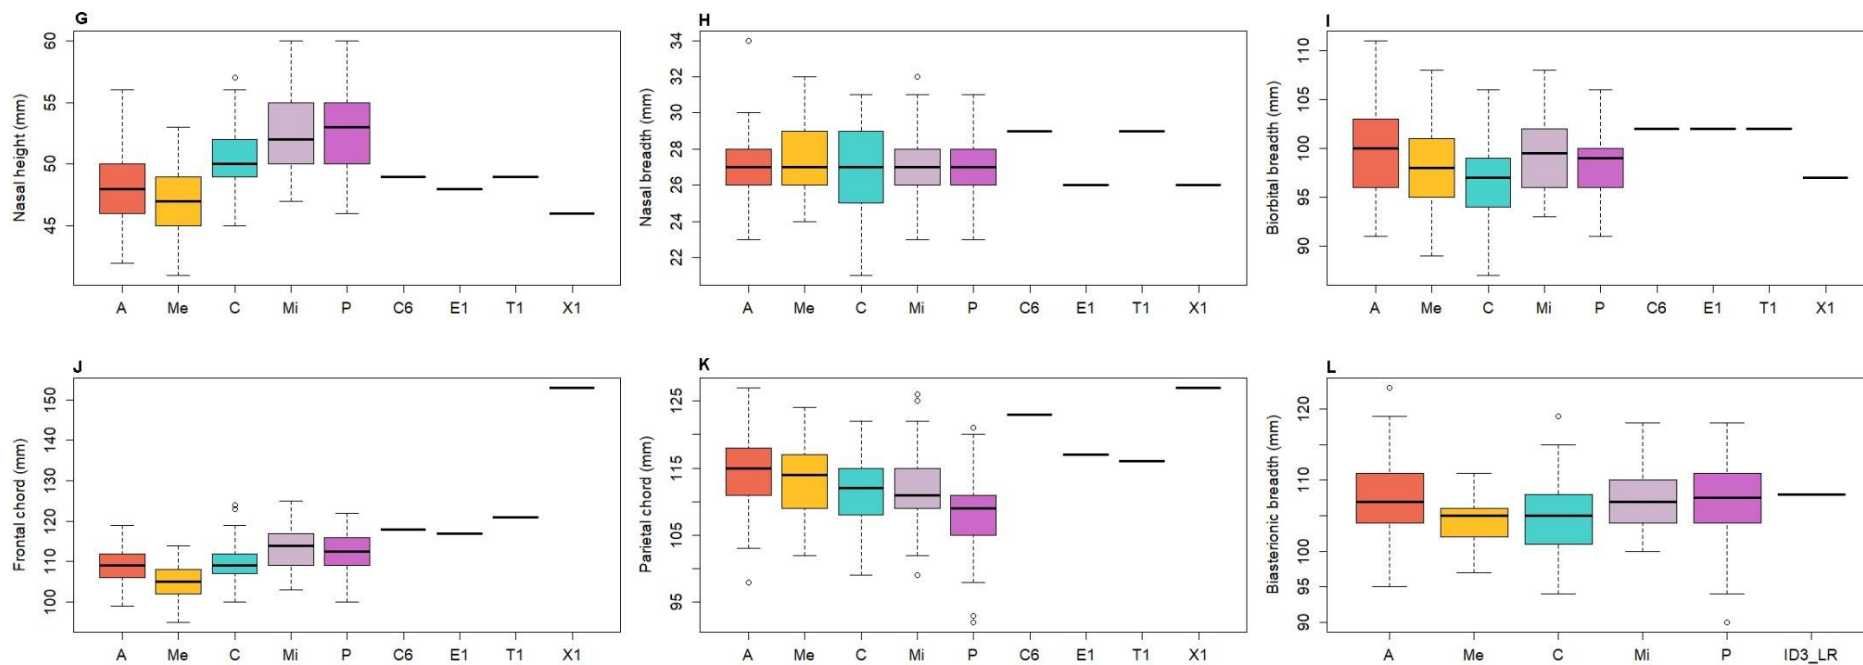 G
Nasal height (mm)
60
55
50
45
A Me C Mi P C6 E1 T1 X1
H
Nasal breadth (mm)
34
32
30
28
26
24
22
A Me C Mi P C6 E1 T1 X1
I
Biorbital breadth (mm)
110
105
100
95
90
A Me C Mi P C6 E1 T1 X1
J
Frontal chord (mm)
150
140
130
120
110
100
A Me C Mi P C6 E1 T1 X1
K
Parietal chord (mm)
125
115
105
95
A Me C Mi P C6 E1 T1 X1
L
Biasterionic breadth (mm)
120
110
100
95
90
A Me C Mi P ID3_LR